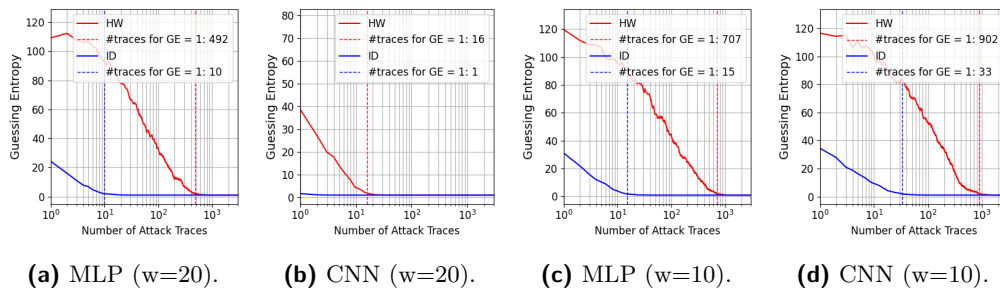 Guessing Entropy
120
100
80
60
40
20
0
HW
#traces for GE = 1: 492
ID
#traces for GE = 1: 10
10^0
10^1
10^2
10^3
Number of Attack Traces
(a) MLP (w=20).
Guessing Entropy
80
70
60
50
40
30
20
10
0
HW
#traces for GE = 1: 16
ID
#traces for GE = 1: 1
10^0
10^1
10^2
10^3
Number of Attack Traces
(b) CNN (w=20).
Guessing Entropy
120
100
80
60
40
20
0
HW
#traces for GE = 1: 707
ID
#traces for GE = 1: 15
10^0
10^1
10^2
10^3
Number of Attack Traces
(c) MLP (w=10).
Guessing Entropy
120
100
80
60
40
20
0
HW
#traces for GE = 1: 902
ID
#traces for GE = 1: 33
10^0
10^1
10^2
10^3
Number of Attack Traces
(d) CNN (w=10).